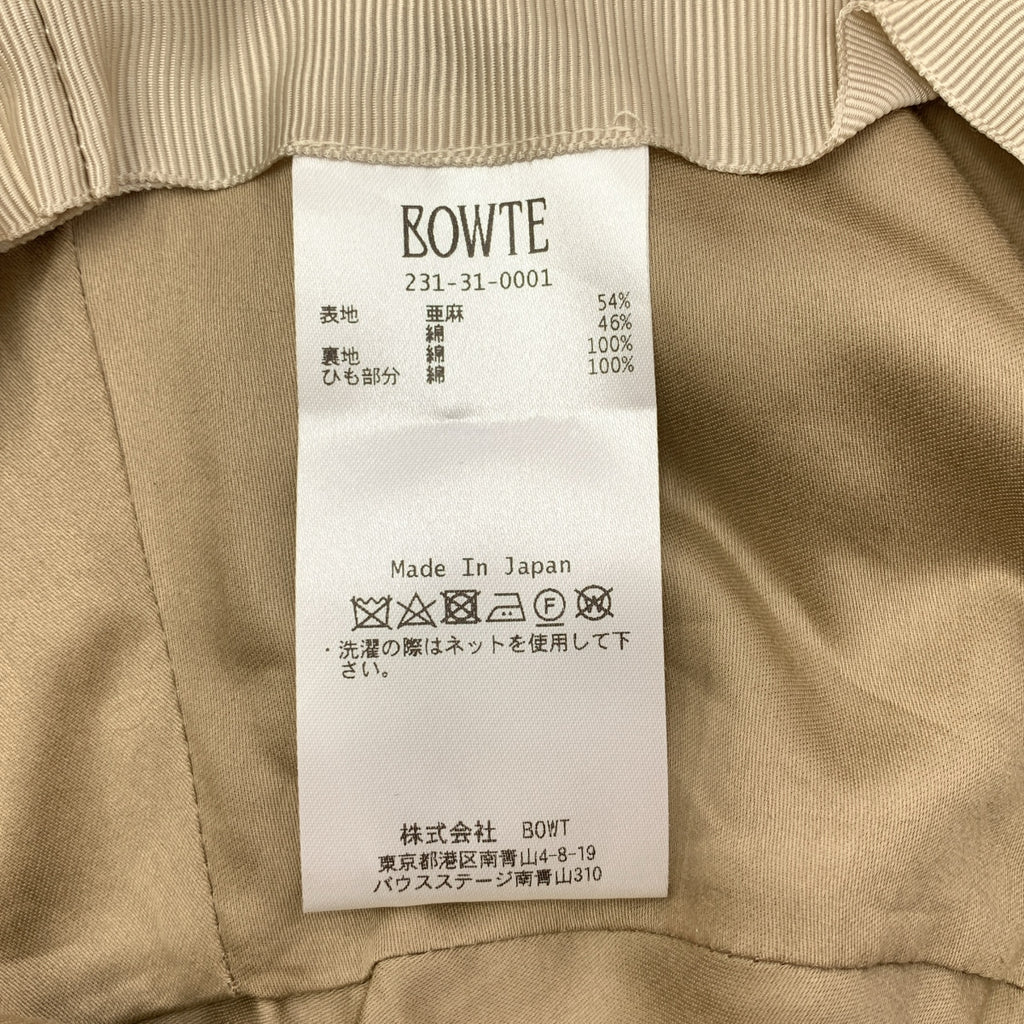 BOWTE
231-31-0001
表地 亜麻 54%
綿 46%
裏地 綿 100%
ひも部分 綿 100%
Made In Japan
F W
・洗濯の際はネットを使用して下
さい。
株式会社 BOWT
東京都港区南青山4-8-19
バウスステージ南青山310